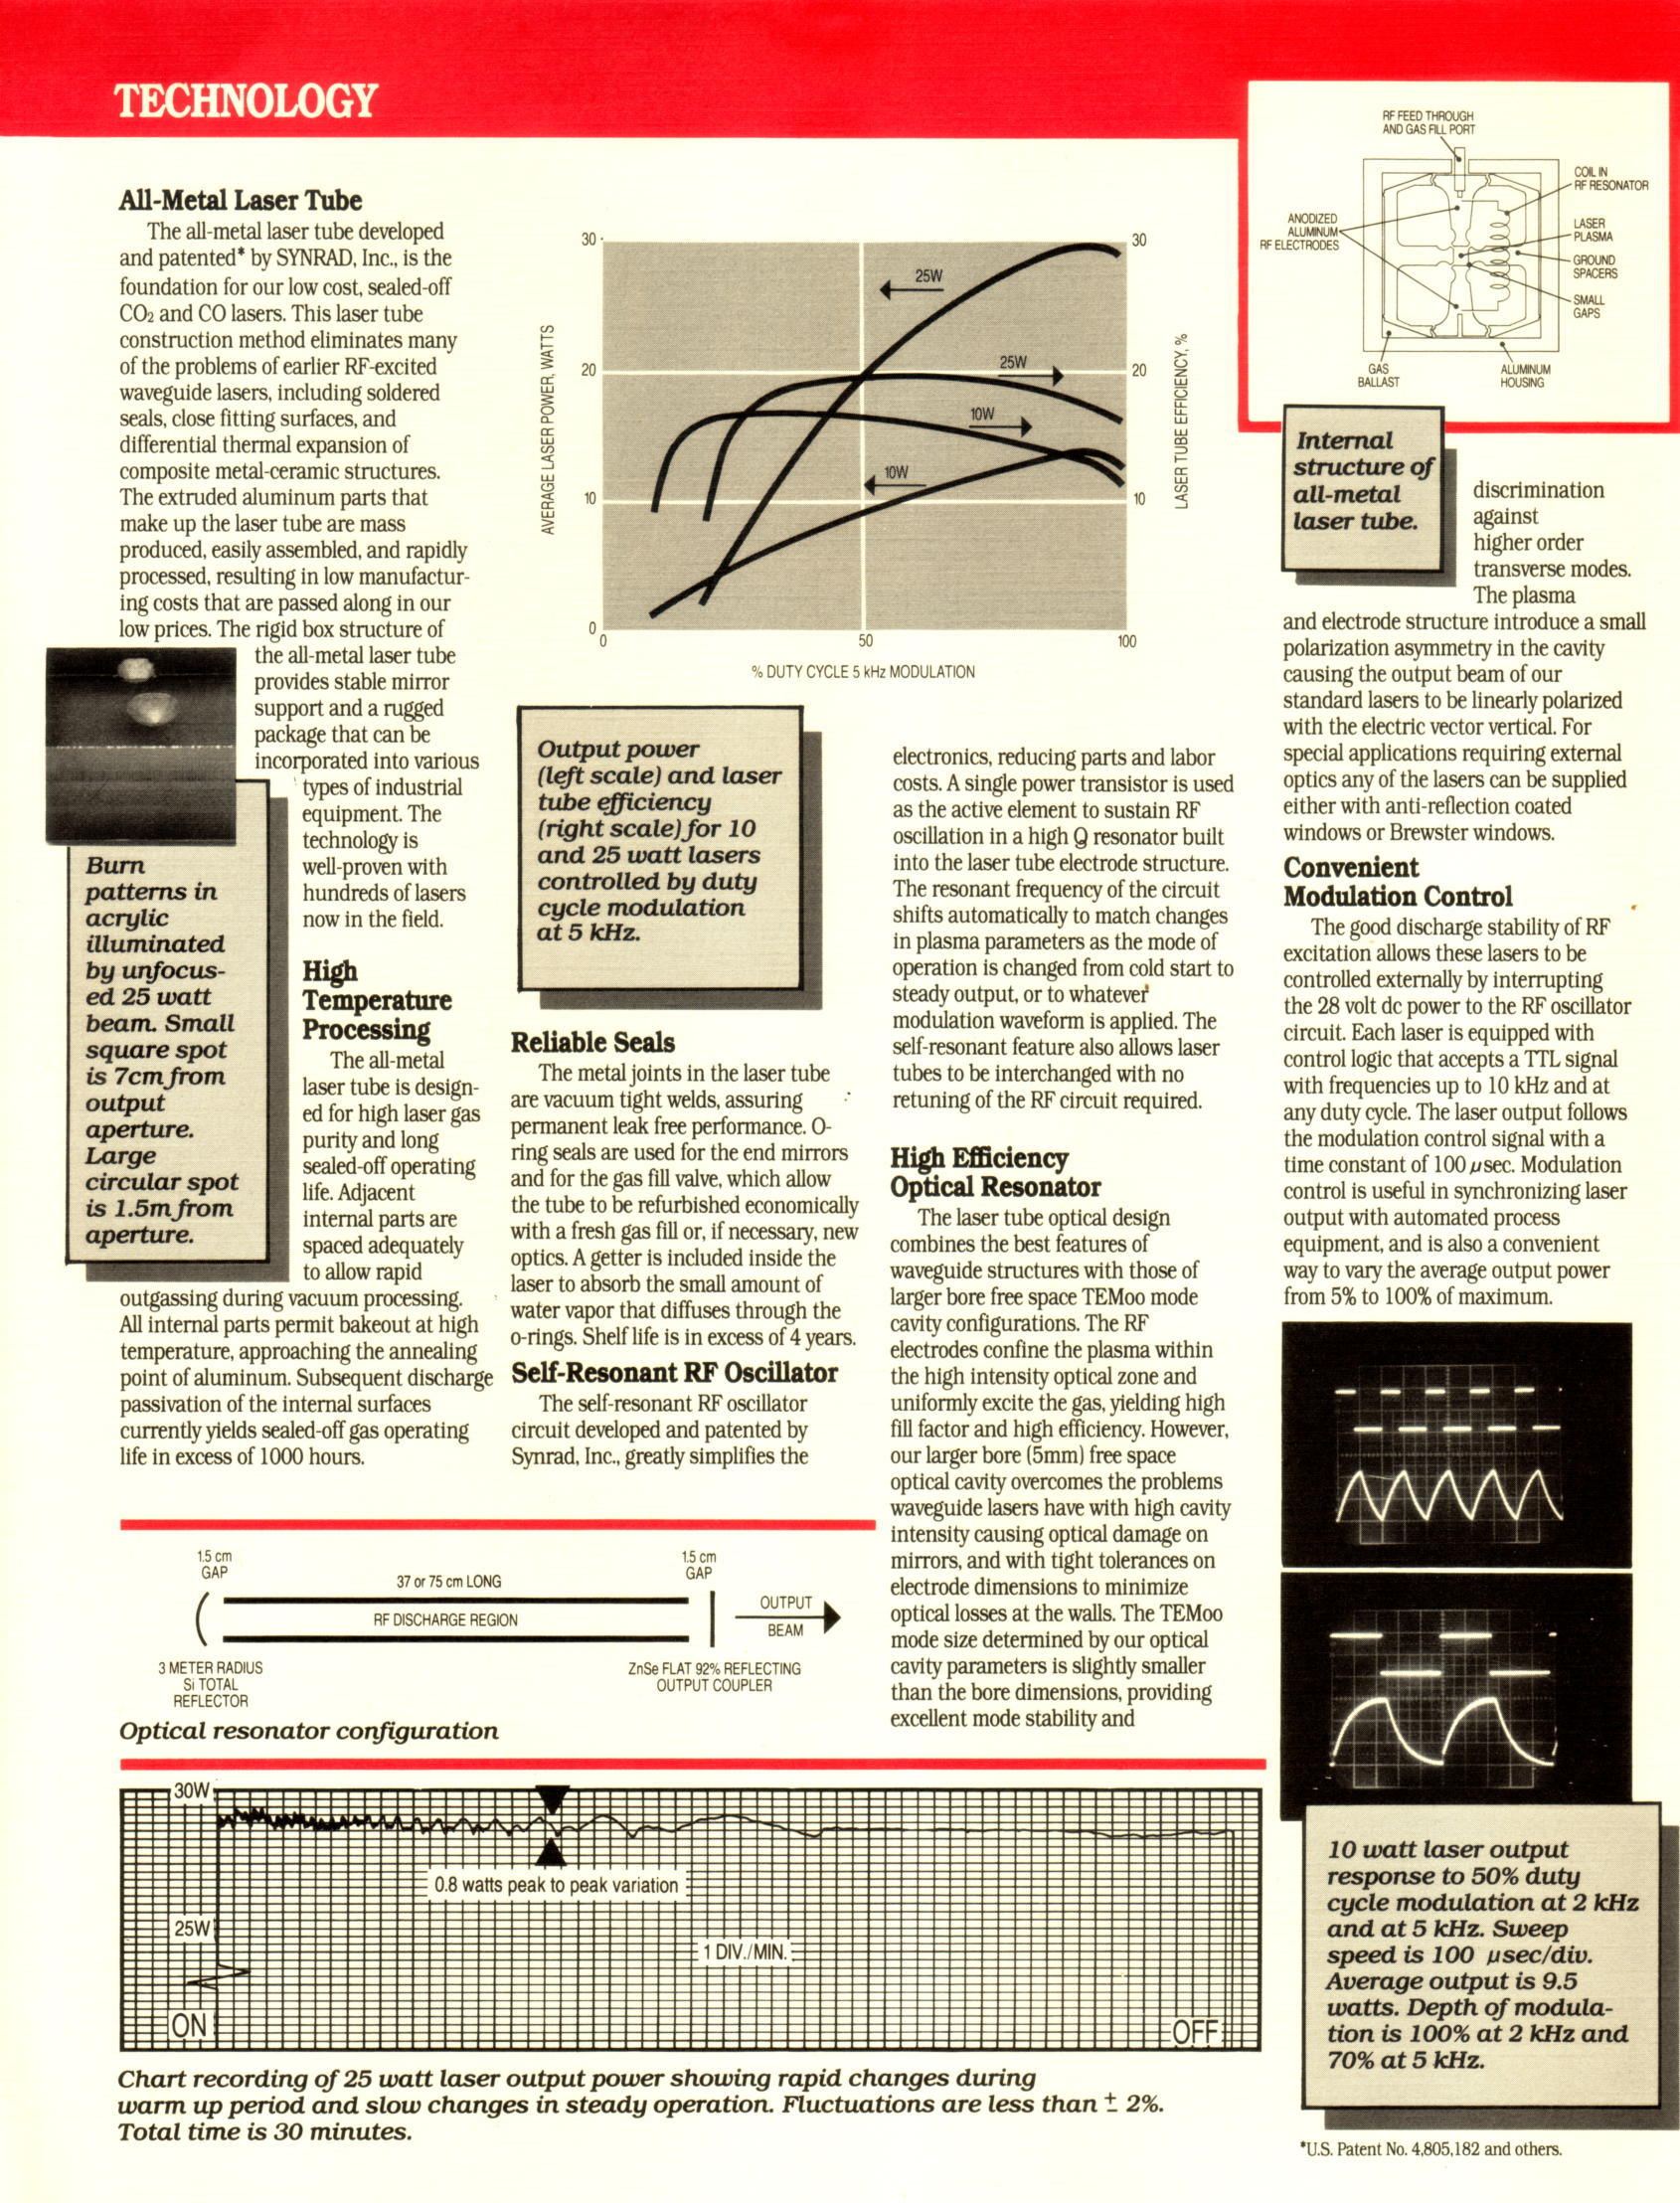 TECHNOLOGY
All-Metal Laser Tube
The all-metal laser tube developed
and patented* by SYNRAD, Inc., is the
foundation for our low cost, sealed-off
CO₂ and CO lasers. This laser tube
construction method eliminates many
of the problems of earlier RF-excited
waveguide lasers, including soldered
seals, close fitting surfaces, and
differential thermal expansion of
composite metal-ceramic structures.
The extruded aluminum parts that
make up the laser tube are mass
produced, easily assembled, and rapidly
processed, resulting in low manufactur-
ing costs that are passed along in our
low prices. The rigid box structure of
the all-metal laser tube
provides stable mirror
support and a rugged
package that can be
incorporated into various
types of industrial
equipment. The
technology is
well-proven with
hundreds of lasers
now in the field.
Burn
patterns in
acrylic
illuminated
by unfocus-
ed 25 watt
beam. Small
square spot
is 7cm from
output
aperture.
Large
circular spot
is 1.5m from
aperture.
High
Temperature
Processing
The all-metal
laser tube is design-
ed for high laser gas
purity and long
sealed-off operating
life. Adjacent
internal parts are
spaced adequately
to allow rapid
outgassing during vacuum processing.
All internal parts permit bakeout at high
temperature, approaching the annealing
point of aluminum. Subsequent discharge
passivation of the internal surfaces
currently yields sealed-off gas operating
life in excess of 1000 hours.
30
20
10
0
AVERAGE LASER POWER, WATTS
25W
25W
10W
10W
30
20
10
LASER TUBE EFFICIENCY, %
0
50
100
% DUTY CYCLE 5 kHz MODULATION
Output power
(left scale) and laser
tube efficiency
(right scale) for 10
and 25 watt lasers
controlled by duty
cycle modulation
at 5 kHz.
Reliable Seals
The metal joints in the laser tube
are vacuum tight welds, assuring
permanent leak free performance. O-
ring seals are used for the end mirrors
and for the gas fill valve, which allow
the tube to be refurbished economically
with a fresh gas fill or, if necessary, new
optics. A getter is included inside the
laser to absorb the small amount of
water vapor that diffuses through the
o-rings. Shelf life is in excess of 4 years.
Self-Resonant RF Oscillator
The self-resonant RF oscillator
circuit developed and patented by
Synrad, Inc., greatly simplifies the
electronics, reducing parts and labor
costs. A single power transistor is used
as the active element to sustain RF
oscillation in a high Q resonator built
into the laser tube electrode structure.
The resonant frequency of the circuit
shifts automatically to match changes
in plasma parameters as the mode of
operation is changed from cold start to
steady output, or to whatever
modulation waveform is applied. The
self-resonant feature also allows laser
tubes to be interchanged with no
retuning of the RF circuit required.
High Efficiency
Optical Resonator
The laser tube optical design
combines the best features of
waveguide structures with those of
larger bore free space TEMoo mode
cavity configurations. The RF
electrodes confine the plasma within
the high intensity optical zone and
uniformly excite the gas, yielding high
fill factor and high efficiency. However,
our larger bore (5mm) free space
optical cavity overcomes the problems
waveguide lasers have with high cavity
intensity causing optical damage on
mirrors, and with tight tolerances on
electrode dimensions to minimize
optical losses at the walls. The TEMoo
mode size determined by our optical
cavity parameters is slightly smaller
than the bore dimensions, providing
excellent mode stability and
RF FEED THROUGH
AND GAS FILL PORT
COIL IN
RF RESONATOR
ANODIZED
ALUMINUM
RF ELECTRODES
LASER
PLASMA
GROUND
SPACERS
SMALL
GAPS
GAS
BALLAST
ALUMINUM
HOUSING
Internal
structure of
all-metal
laser tube.
discrimination
against
higher order
transverse modes.
The plasma
and electrode structure introduce a small
polarization asymmetry in the cavity
causing the output beam of our
standard lasers to be linearly polarized
with the electric vector vertical. For
special applications requiring external
optics any of the lasers can be supplied
either with anti-reflection coated
windows or Brewster windows.
Convenient
Modulation Control
The good discharge stability of RF
excitation allows these lasers to be
controlled externally by interrupting
the 28 volt dc power to the RF oscillator
circuit. Each laser is equipped with
control logic that accepts a TTL signal
with frequencies up to 10 kHz and at
any duty cycle. The laser output follows
the modulation control signal with a
time constant of 100 µsec. Modulation
control is useful in synchronizing laser
output with automated process
equipment, and is also a convenient
way to vary the average output power
from 5% to 100% of maximum.
10 watt laser output
response to 50% duty
cycle modulation at 2 kHz
and at 5 kHz. Sweep
speed is 100 µsec/div.
Average output is 9.5
watts. Depth of modula-
tion is 100% at 2 kHz and
70% at 5 kHz.
1.5 cm
GAP
37 or 75 cm LONG
1.5 cm
GAP
RF DISCHARGE REGION
OUTPUT
BEAM
3 METER RADIUS
Si TOTAL
REFLECTOR
ZnSe FLAT 92% REFLECTING
OUTPUT COUPLER
Optical resonator configuration
30W
0.8 watts peak to peak variation
25W
1 DIV./MIN.
ON
OFF
Chart recording of 25 watt laser output power showing rapid changes during
warm up period and slow changes in steady operation. Fluctuations are less than ± 2%.
Total time is 30 minutes.
*U.S. Patent No. 4,805,182 and others.